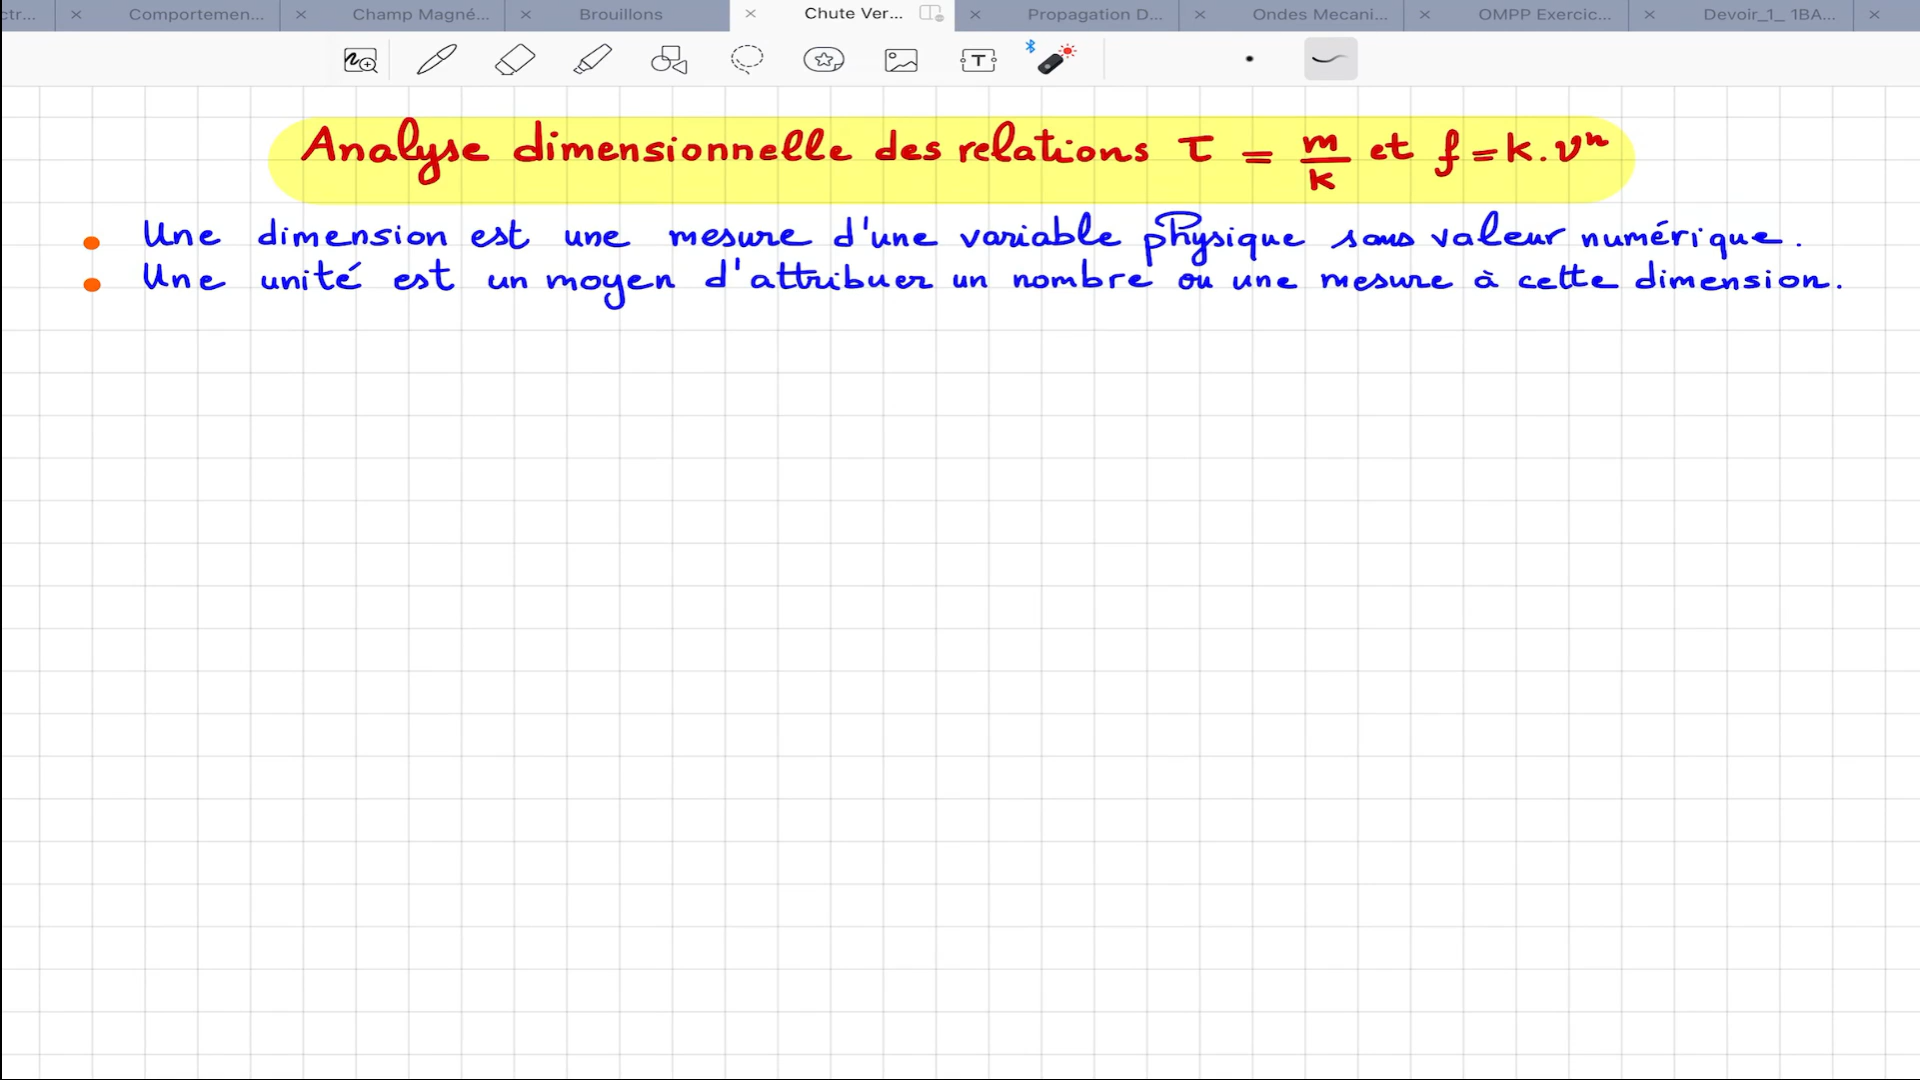 ctr... Comportemen... Champ Magné... Brouillons Chute Ver... Propagation D... Ondes Mecani... OMPP Exercic... Devoir_1_ 1BA...
Analyse dimensionnelle des relations τ = m/k et f = k . v^n
Une dimension est une mesure d'une variable physique sans valeur numérique .
Une unité est un moyen d'attribuer un nombre ou une mesure à cette dimension .